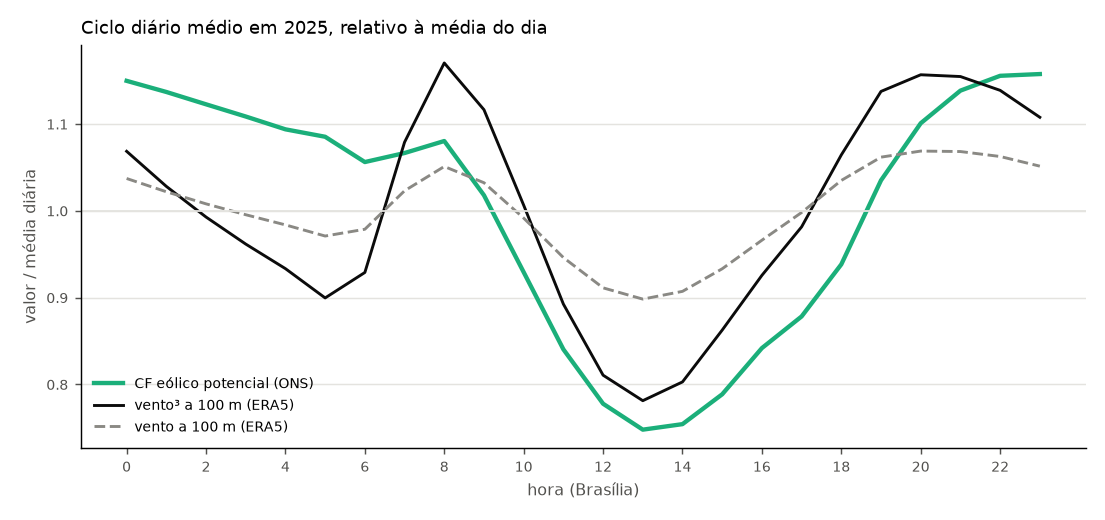 Ciclo diário médio em 2025, relativo à média do dia
valor / média diária
1.1
1.0
0.9
0.8
CF eólico potencial (ONS)
vento³ a 100 m (ERA5)
vento a 100 m (ERA5)
0 2 4 6 8 10 12 14 16 18 20 22
hora (Brasília)